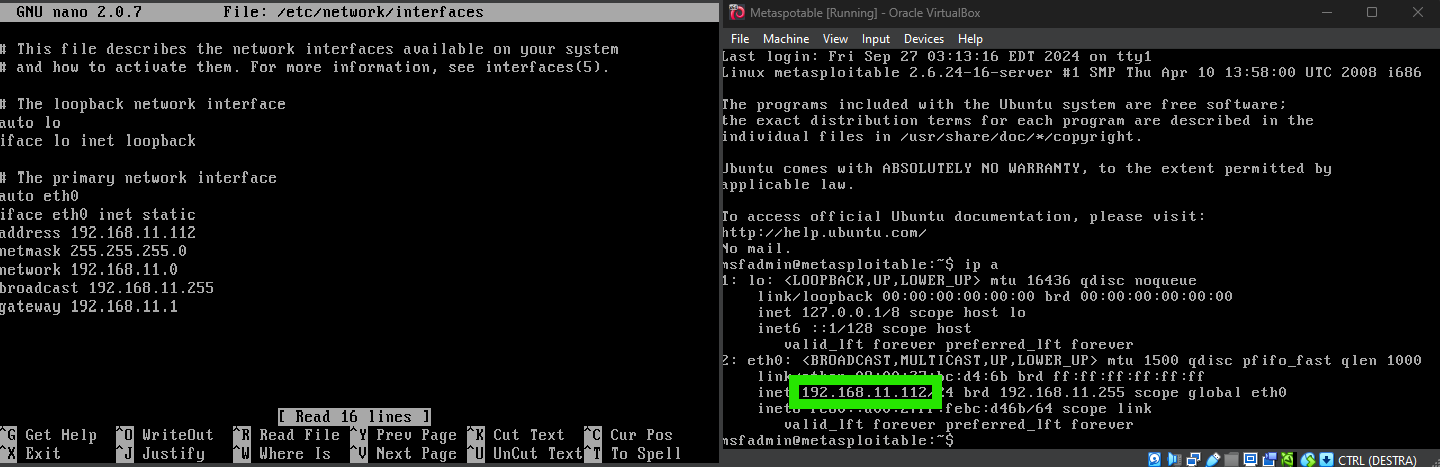 GNU nano 2.0.7 File: /etc/network/interfaces
# This file describes the network interfaces available on your system
# and how to activate them. For more information, see interfaces(5).
# The loopback network interface
auto lo
iface lo inet loopback
# The primary network interface
auto eth0
iface eth0 inet static
address 192.168.11.112
netmask 255.255.255.0
network 192.168.11.0
broadcast 192.168.11.255
gateway 192.168.11.1
[ Read 16 lines ]
^G Get Help ^O WriteOut ^R Read File ^Y Prev Page ^K Cut Text ^C Cur Pos
^X Exit ^J Justify ^W Where Is ^V Next Page ^U UnCut Text ^T To Spell
Metaspotable [Running] - Oracle VirtualBox
File Machine View Input Devices Help
Last login: Fri Sep 27 03:13:16 EDT 2024 on tty1
Linux metasploitable 2.6.24-16-server #1 SMP Thu Apr 10 13:58:00 UTC 2008 i686
The programs included with the Ubuntu system are free software;
the exact distribution terms for each program are described in the
individual files in /usr/share/doc/*/copyright.
Ubuntu comes with ABSOLUTELY NO WARRANTY, to the extent permitted by
applicable law.
To access official Ubuntu documentation, please visit:
http://help.ubuntu.com/
No mail.
msfadmin@metasploitable:~$ ip a
1: lo: <LOOPBACK,UP,LOWER_UP> mtu 16436 qdisc noqueue
link/loopback 00:00:00:00:00:00 brd 00:00:00:00:00:00
inet 127.0.0.1/8 scope host lo
inet6 ::1/128 scope host
valid_lft forever preferred_lft forever
2: eth0: <BROADCAST,MULTICAST,UP,LOWER_UP> mtu 1500 qdisc pfifo_fast qlen 1000
brd ff:ff:ff:ff:ff:ff
inet 192.168.11.112/24 brd 192.168.11.255 scope global eth0
scope link
valid_lft forever preferred_lft forever
msfadmin@metasploitable:~$
CTRL (DESTRA)